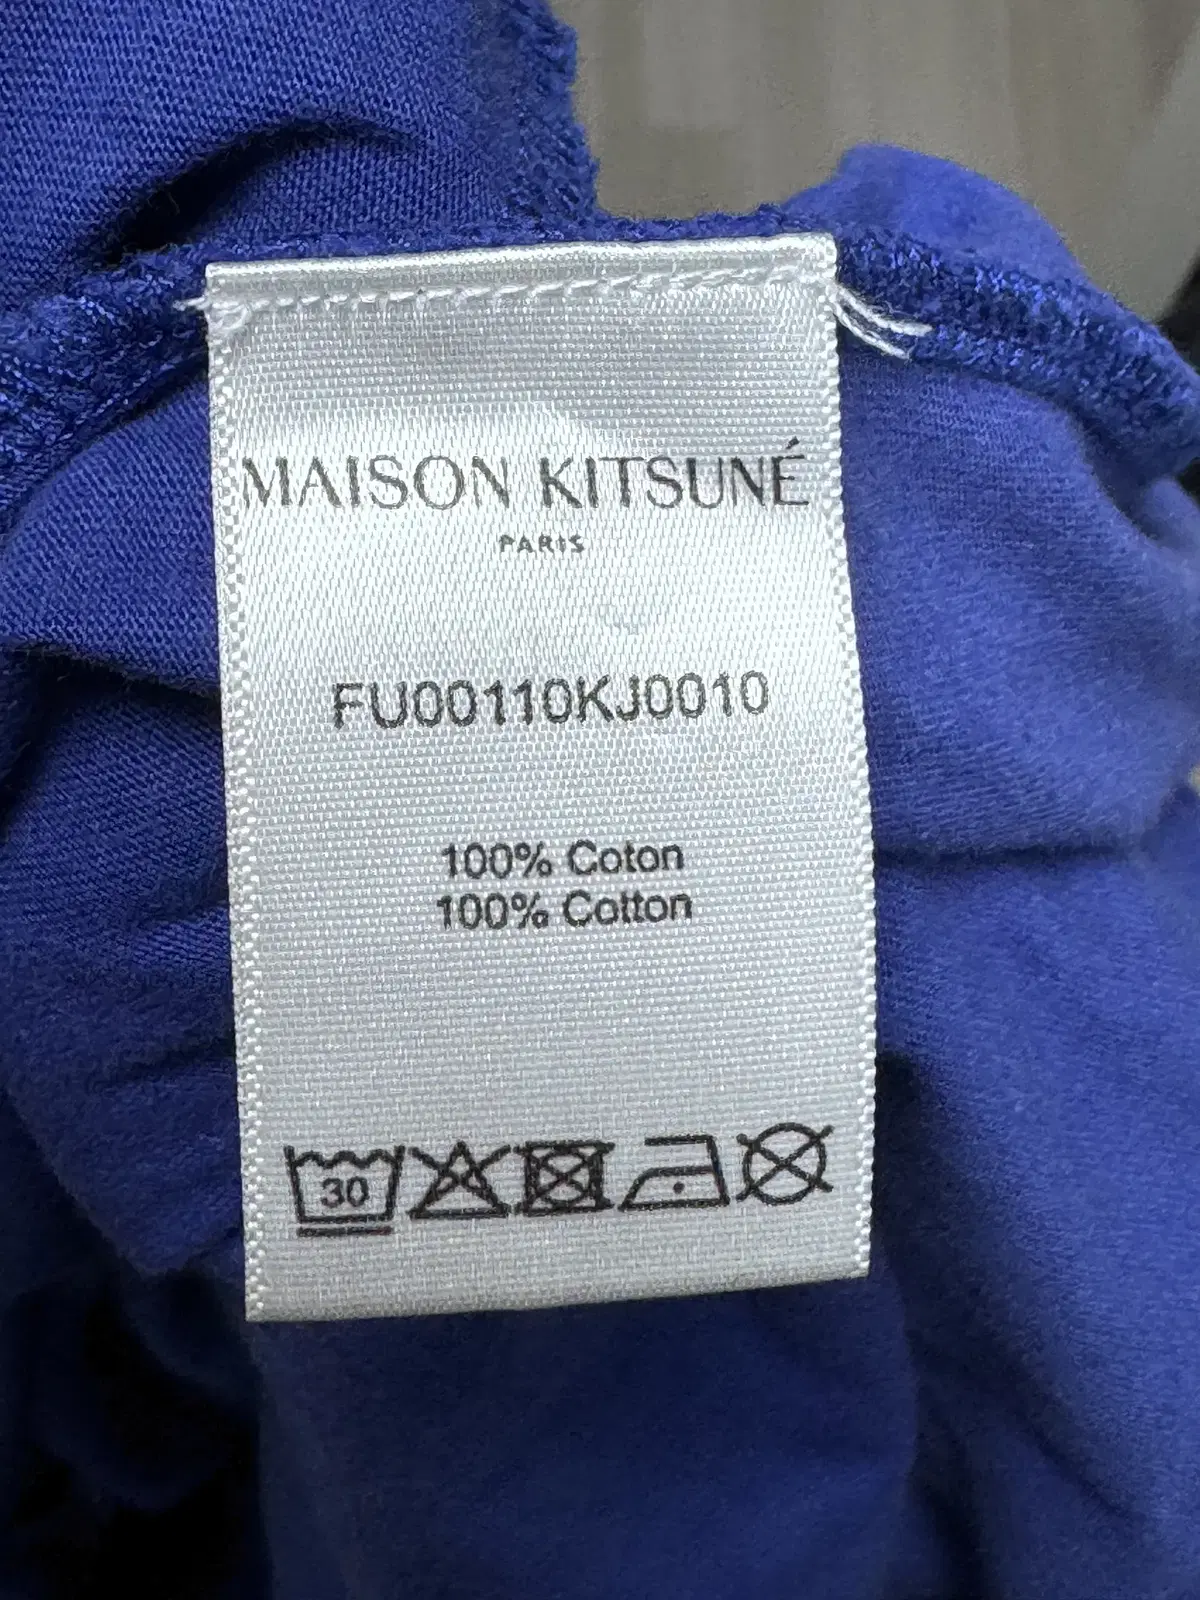 MAISON KITSUNÉ
PARIS
FU00110KJ0010
100% Coton
100% Cotton
30